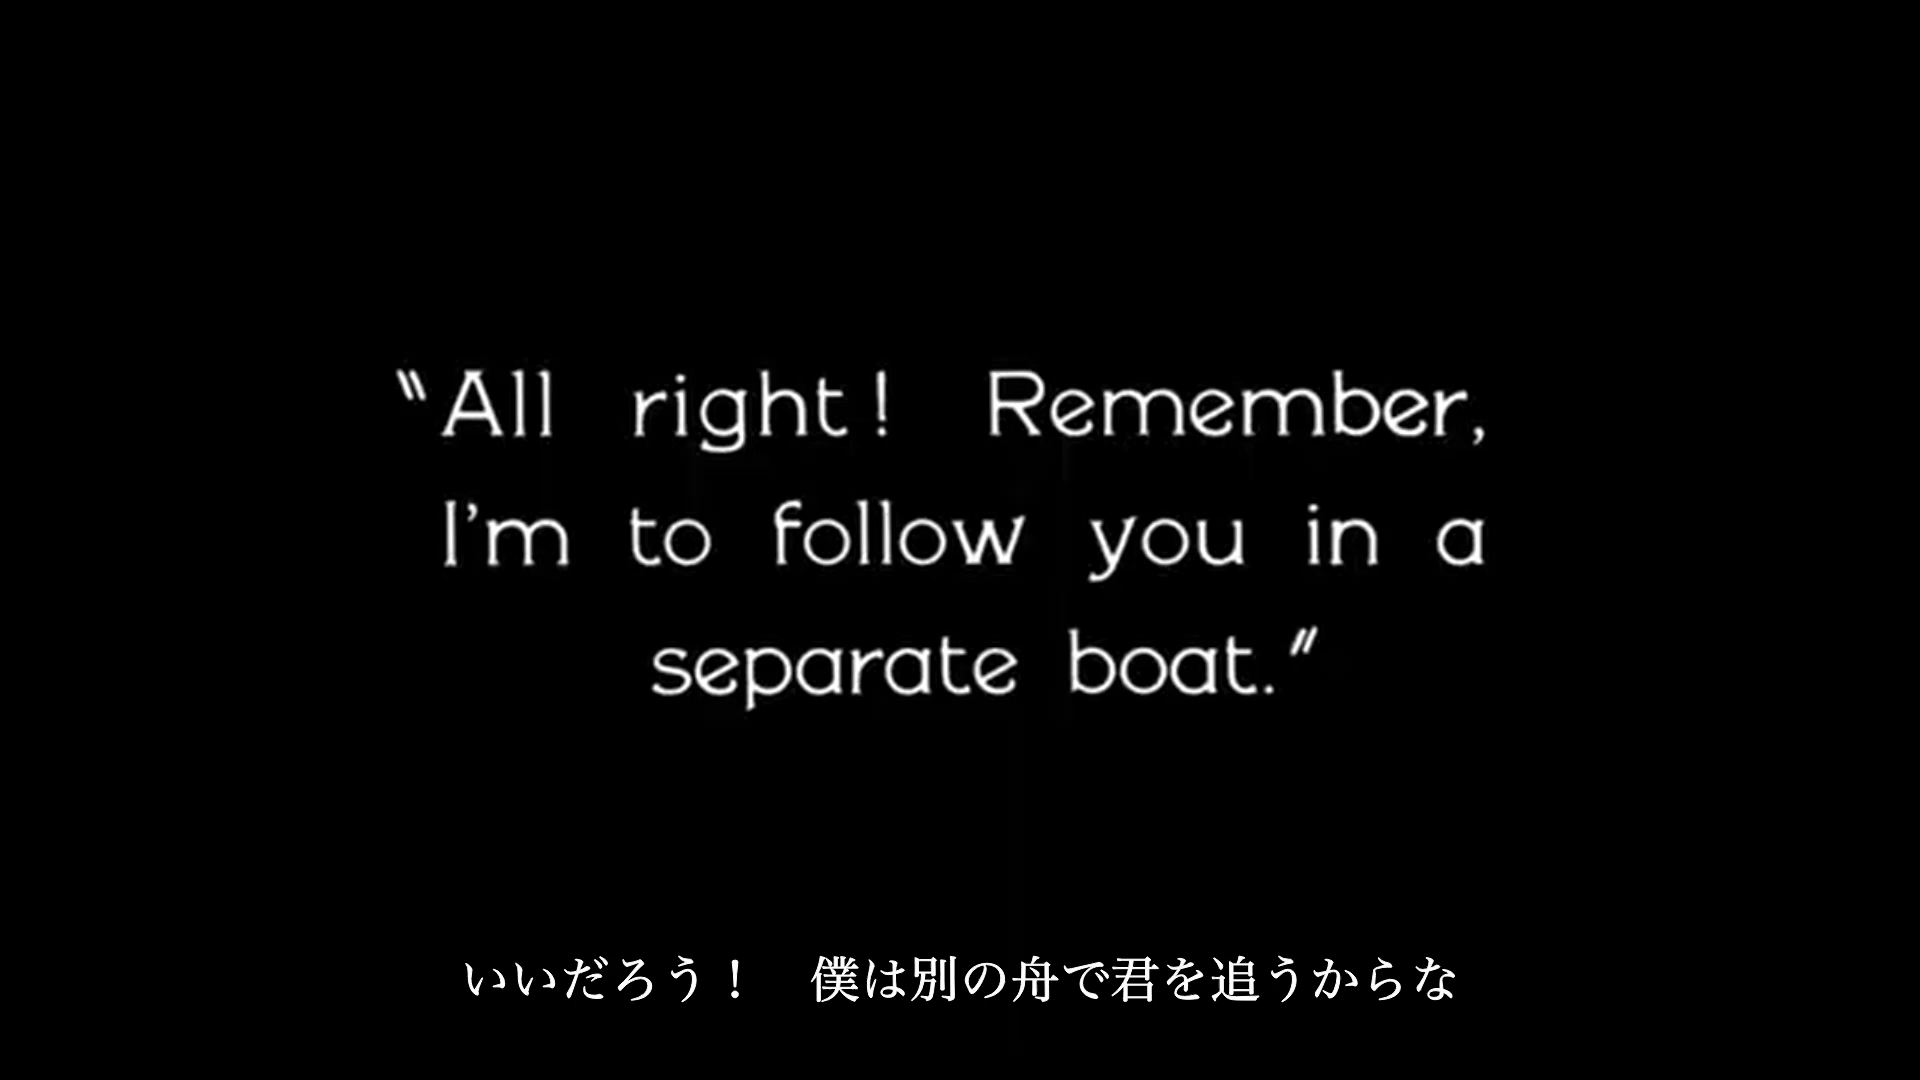 "All right! Remember,
I'm to follow you in a
separate boat."
いいだろう！　僕は別の舟で君を追うからな